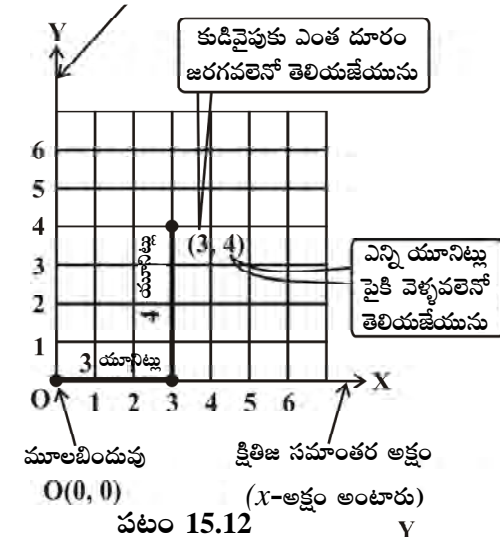 Y
కుడివైపుకు ఎంత దూరం
జరగవలెనో తెలియజేయును
6
5
4
(3, 4)
4 యూనిట్లు
ఎన్ని యూనిట్లు
పైకి వెళ్ళవలెనో
తెలియజేయును
3
2
1
3 యూనిట్లు
O
1 2 3 4 5 6
X
మూలబిందువు
O(0, 0)
క్షితిజ సమాంతర అక్షం
(x-అక్షం అంటారు)
పటం 15.12
Y